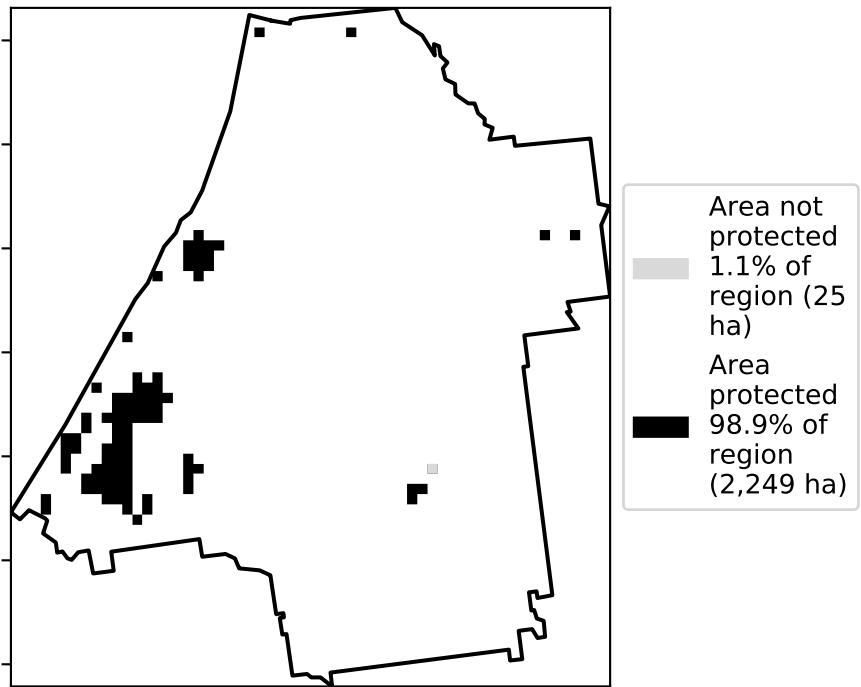 Area not
protected
1.1% of
region (25
ha)
Area
protected
98.9% of
region
(2,249 ha)